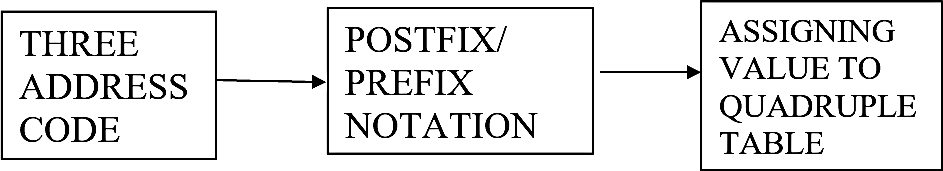 THREE
ADDRESS
CODE
POSTFIX/
PREFIX
NOTATION
ASSIGNING
VALUE TO
QUADRUPLE
TABLE